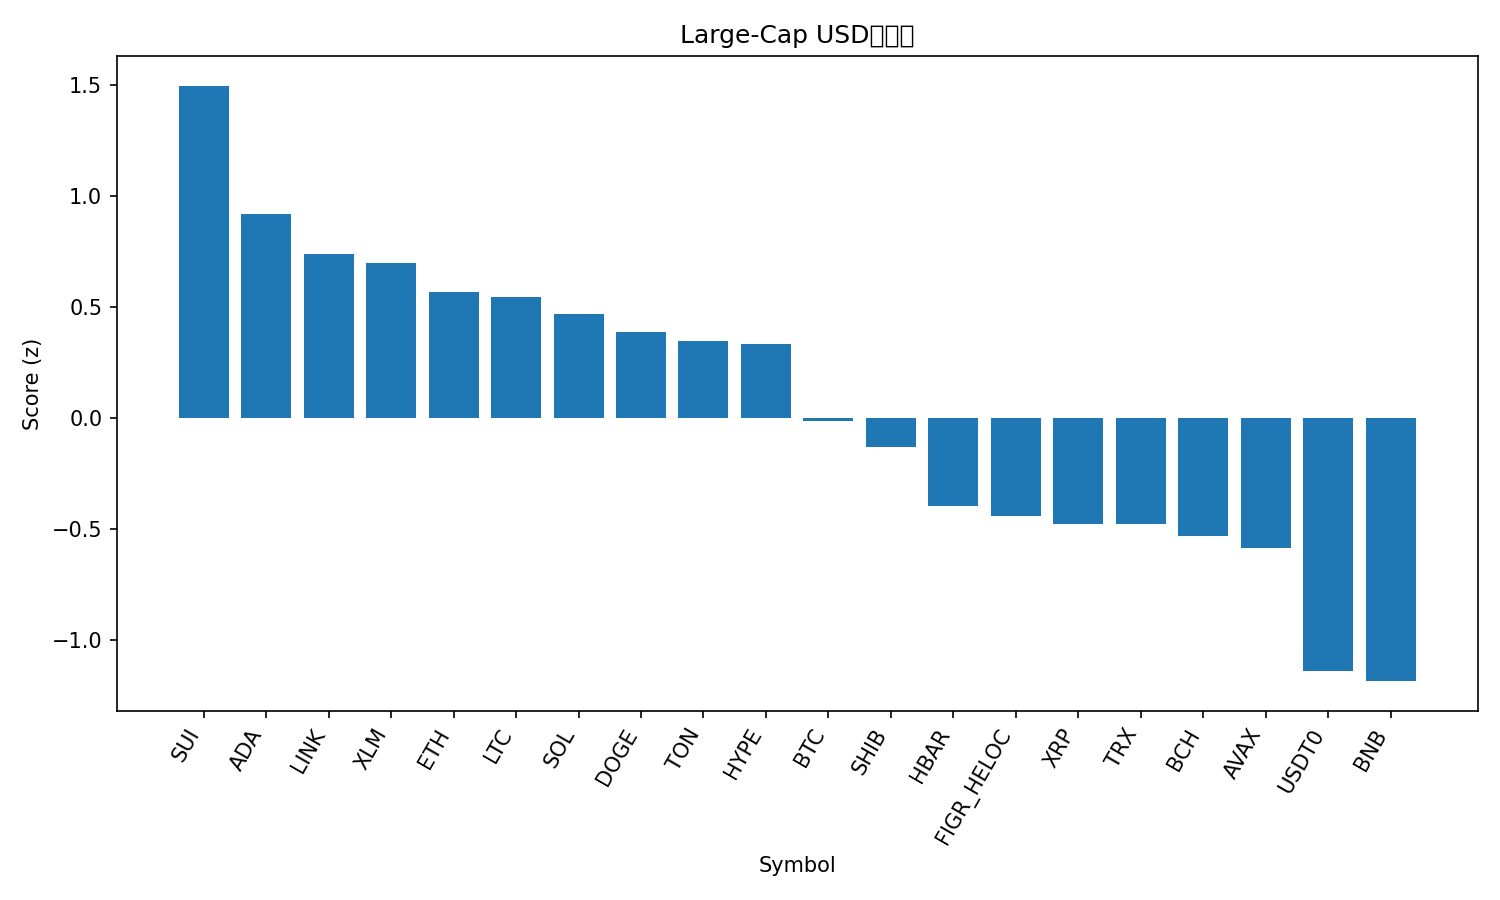 Large-Cap USD
1.5
1.0
0.5
0.0
−0.5
−1.0
Score (z)
SUI
ADA
LINK
XLM
ETH
LTC
SOL
DOGE
TON
HYPE
BTC
SHIB
HBAR
FIGR_HELOC
XRP
TRX
BCH
AVAX
USDT0
BNB
Symbol